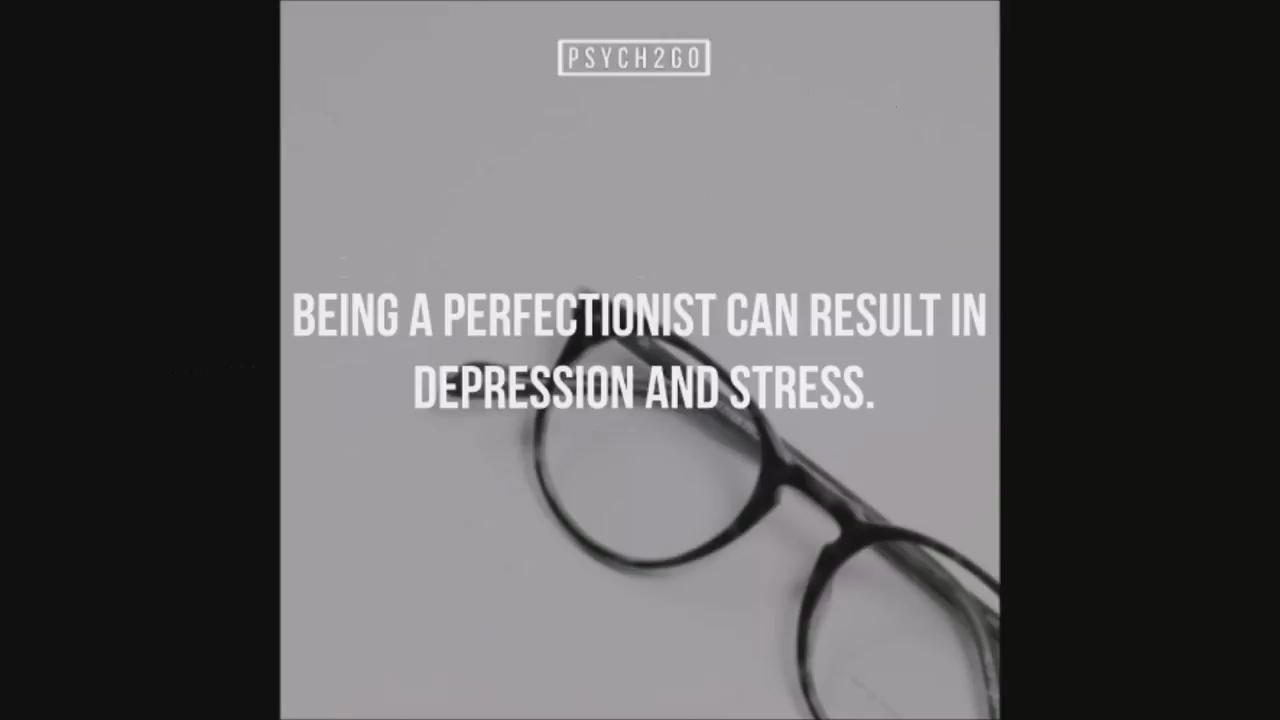 PSYCH2GO
BEING A PERFECTIONIST CAN RESULT IN
DEPRESSION AND STRESS.